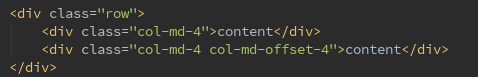 <div class="row">
    <div class="col-md-4">content</div>
    <div class="col-md-4 col-md-offset-4">content</div>
</div>